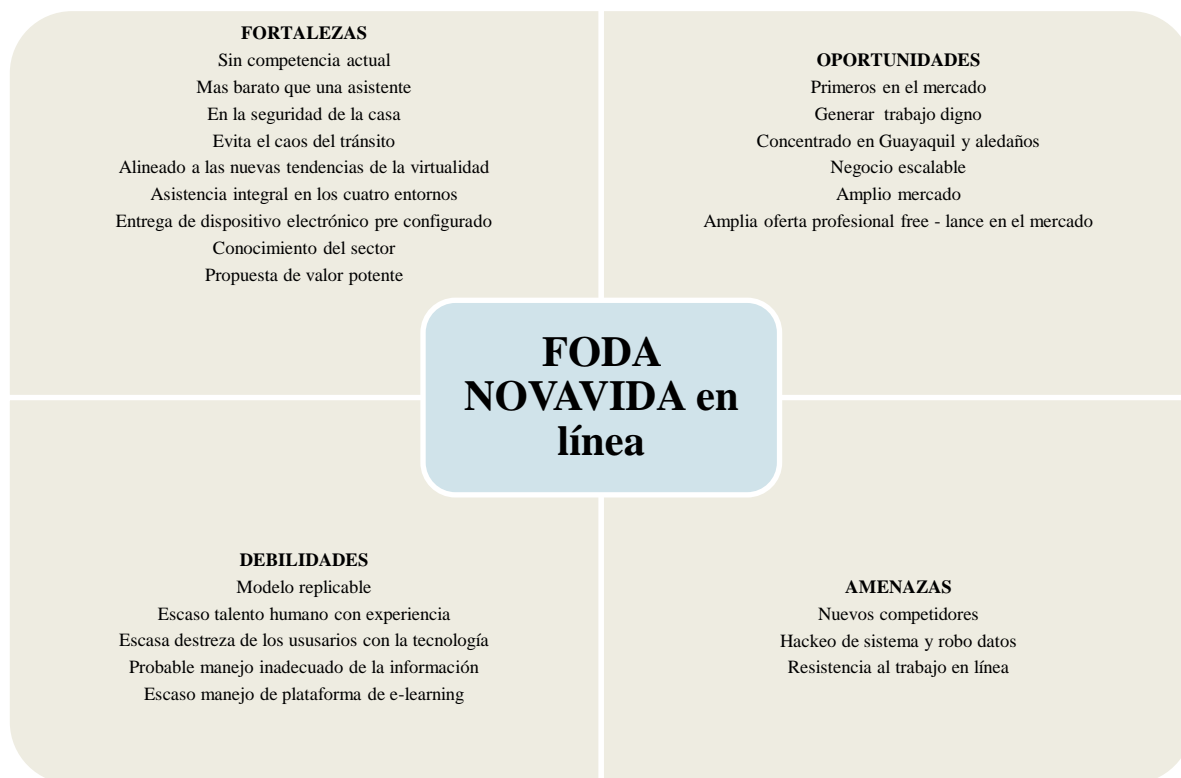 FORTALEZAS
Sin competencia actual
Mas barato que una asistente
En la seguridad de la casa
Evita el caos del tránsito
Alineado a las nuevas tendencias de la virtualidad
Asistencia integral en los cuatro entornos
Entrega de dispositivo electrónico pre configurado
Conocimiento del sector
Propuesta de valor potente
OPORTUNIDADES
Primeros en el mercado
Generar trabajo digno
Concentrado en Guayaquil y aledaños
Negocio escalable
Amplio mercado
Amplia oferta profesional free - lance en el mercado
FODA
NOVAVIDA en
línea
DEBILIDADES
Modelo replicable
Escaso talento humano con experiencia
Escasa destreza de los ususarios con la tecnología
Probable manejo inadecuado de la información
Escaso manejo de plataforma de e-learning
AMENAZAS
Nuevos competidores
Hackeo de sistema y robo datos
Resistencia al trabajo en línea